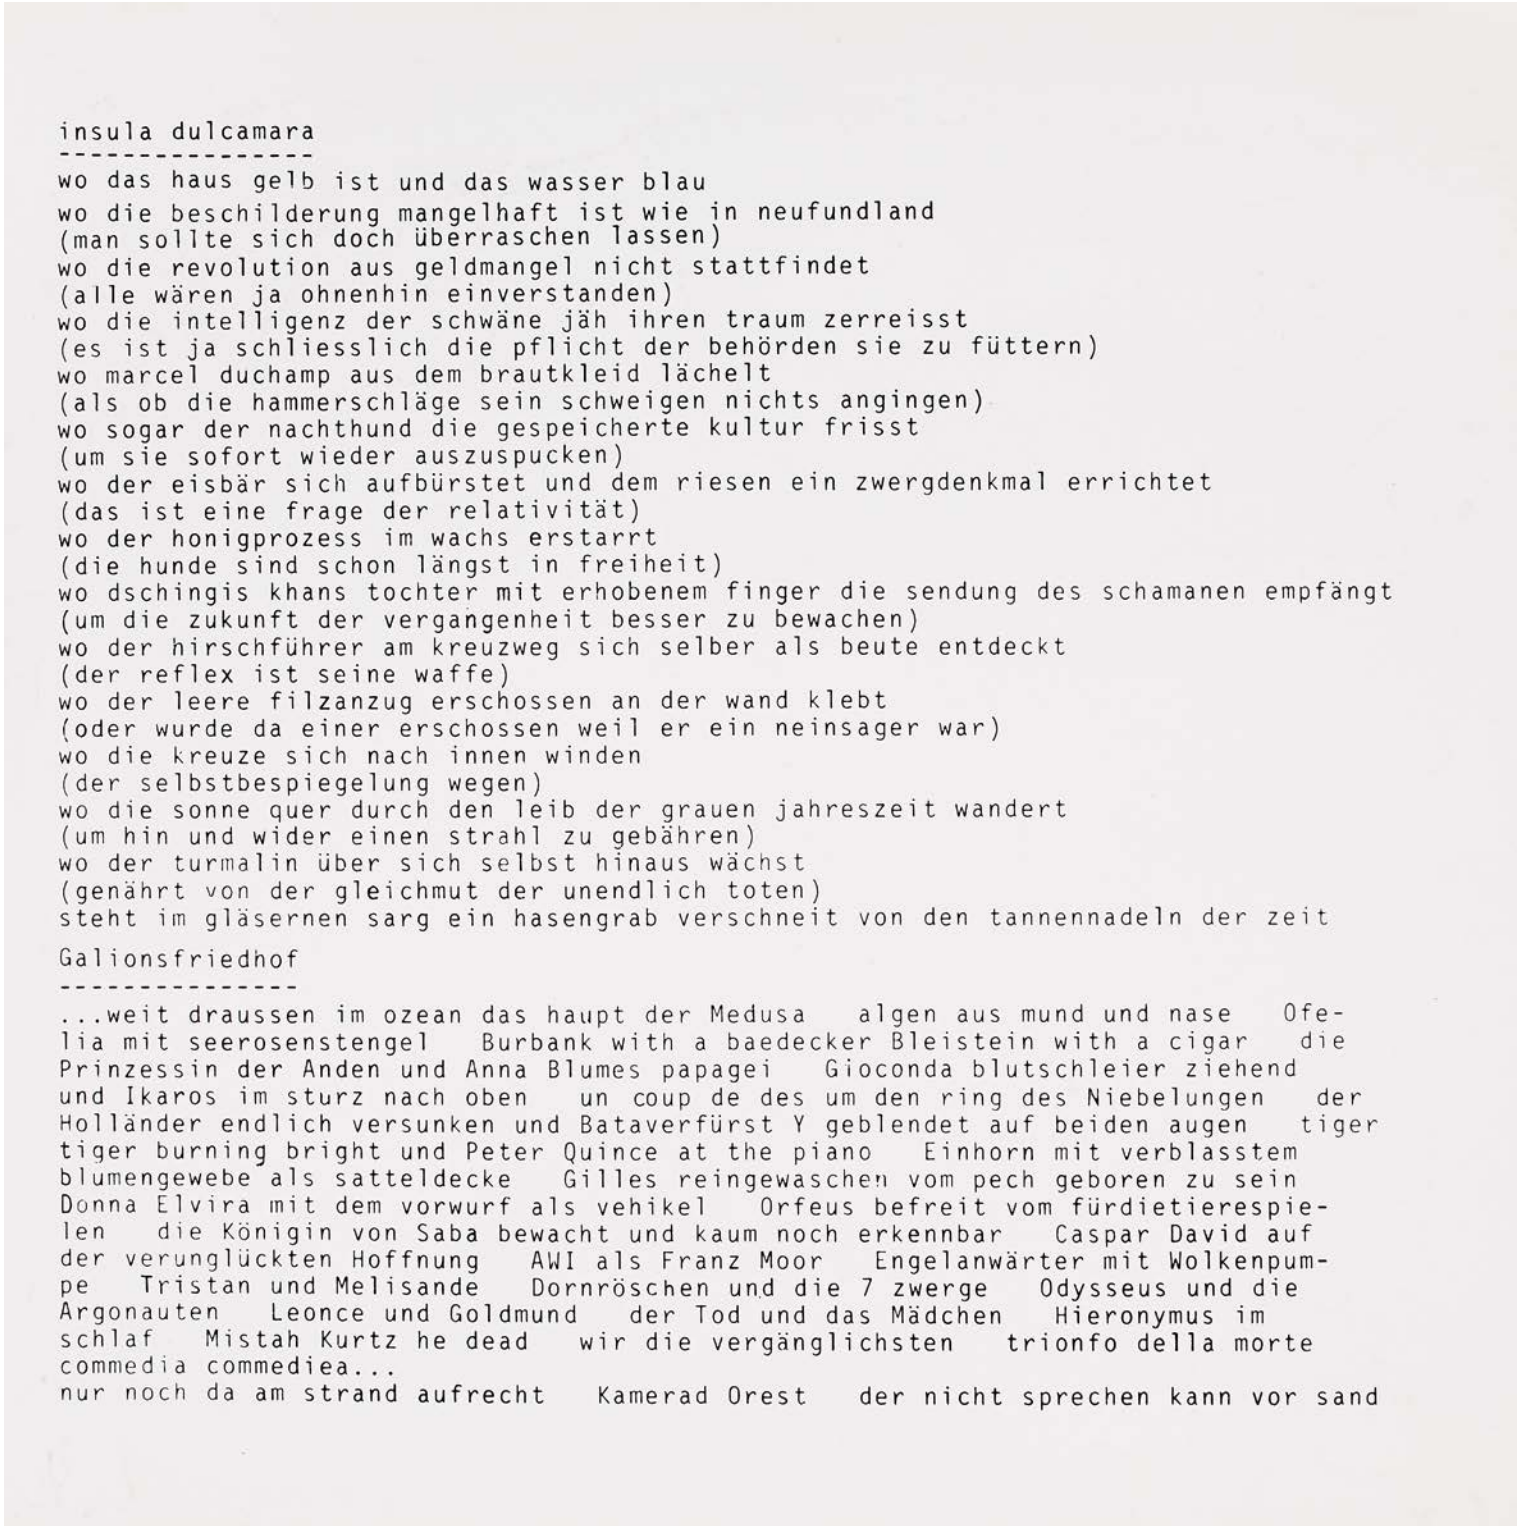 insula dulcamara
----------------
wo das haus gelb ist und das wasser blau
wo die beschilderung mangelhaft ist wie in neufundland
(man sollte sich doch überraschen lassen)
wo die revolution aus geldmangel nicht stattfindet
(alle wären ja ohnenhin einverstanden)
wo die intelligenz der schwäne jäh ihren traum zerreisst
(es ist ja schliesslich die pflicht der behörden sie zu füttern)
wo marcel duchamp aus dem brautkleid lächelt
(als ob die hammerschläge sein schweigen nichts angingen)
wo sogar der nachthund die gespeicherte kultur frisst
(um sie sofort wieder auszuspucken)
wo der eisbär sich aufbürstet und dem riesen ein zwergdenkmal errichtet
(das ist eine frage der relativität)
wo der honigprozess im wachs erstarrt
(die hunde sind schon längst in freiheit)
wo dschingis khans tochter mit erhobenem finger die sendung des schamanen empfängt
(um die zukunft der vergangenheit besser zu bewachen)
wo der hirschführer am kreuzweg sich selber als beute entdeckt
(der reflex ist seine waffe)
wo der leere filzanzug erschossen an der wand klebt
(oder wurde da einer erschossen weil er ein neinsager war)
wo die kreuze sich nach innen winden
(der selbstbespiegelung wegen)
wo die sonne quer durch den leib der grauen jahreszeit wandert
(um hin und wider einen strahl zu gebähren)
wo der turmalin über sich selbst hinaus wächst
(genährt von der gleichmut der unendlich toten)
steht im gläsernen sarg ein hasengrab verschneit von den tannennadeln der zeit
Galionsfriedhof
---------------
...weit draussen im ozean das haupt der Medusa   algen aus mund und nase   Ofe-
lia mit seerosenstengel   Burbank with a baedecker Bleistein with a cigar   die
Prinzessin der Anden und Anna Blumes papagei   Gioconda blutschleier ziehend
und Ikaros im sturz nach oben   un coup de des um den ring des Niebelungen   der
Holländer endlich versunken und Bataverfürst Y geblendet auf beiden augen   tiger
tiger burning bright und Peter Quince at the piano   Einhorn mit verblasstem
blumengewebe als satteldecke   Gilles reingewaschen vom pech geboren zu sein
Donna Elvira mit dem vorwurf als vehikel   Orfeus befreit vom fürdietierespie-
len   die Königin von Saba bewacht und kaum noch erkennbar   Caspar David auf
der verunglückten Hoffnung   AWI als Franz Moor   Engelanwärter mit Wolkenpum-
pe   Tristan und Melisande   Dornröschen und die 7 zwerge   Odysseus und die
Argonauten   Leonce und Goldmund   der Tod und das Mädchen   Hieronymus im
schlaf   Mistah Kurtz he dead   wir die vergänglichsten   trionfo della morte
commedia commediea...
nur noch da am strand aufrecht   Kamerad Orest   der nicht sprechen kann vor sand